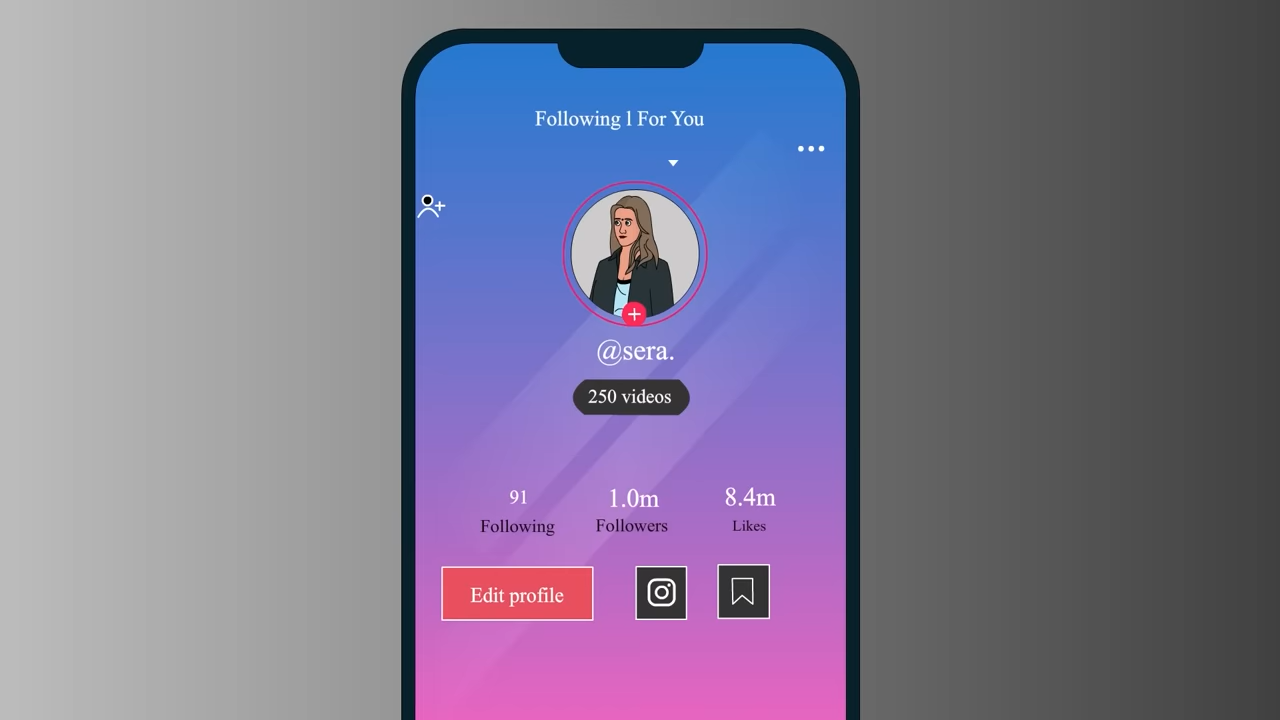 Following l For You
@sera.
250 videos
91 1.0m 8.4m
Following Followers Likes
Edit profile